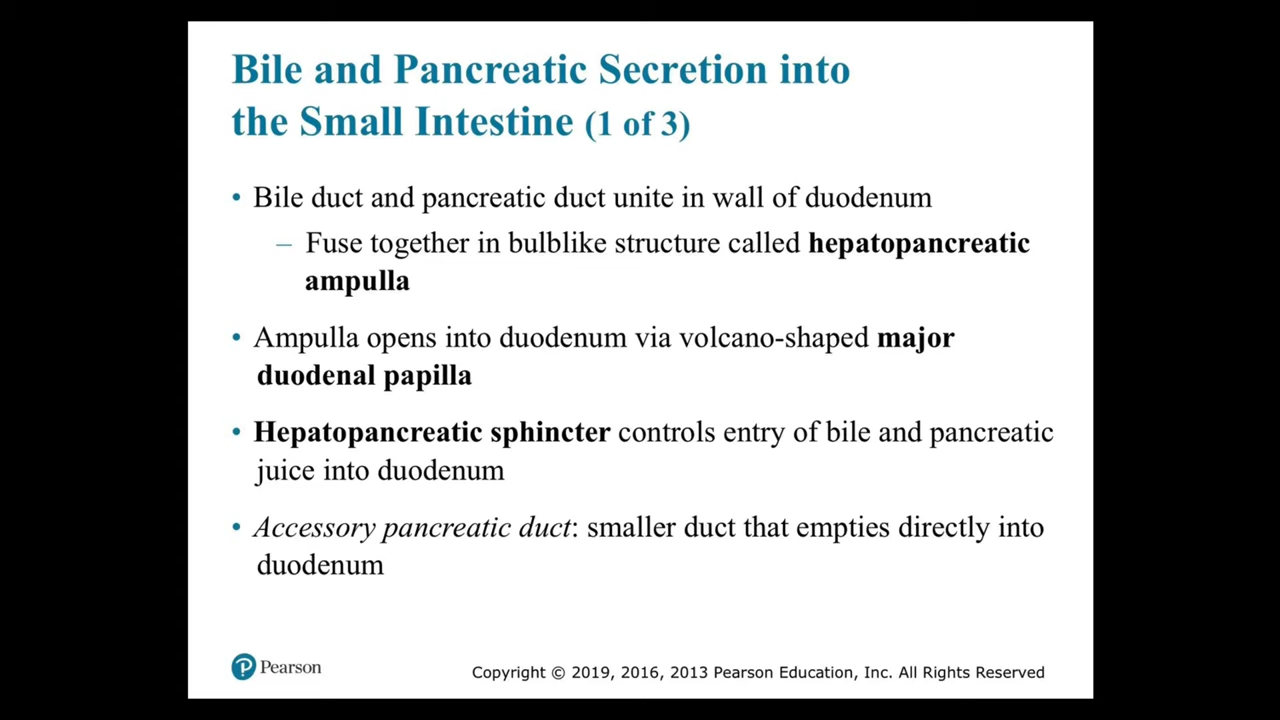 Bile and Pancreatic Secretion into
the Small Intestine (1 of 3)
• Bile duct and pancreatic duct unite in wall of duodenum
– Fuse together in bulblike structure called hepatopancreatic
ampulla
• Ampulla opens into duodenum via volcano-shaped major
duodenal papilla
• Hepatopancreatic sphincter controls entry of bile and pancreatic
juice into duodenum
• Accessory pancreatic duct: smaller duct that empties directly into
duodenum
Pearson
Copyright © 2019, 2016, 2013 Pearson Education, Inc. All Rights Reserved